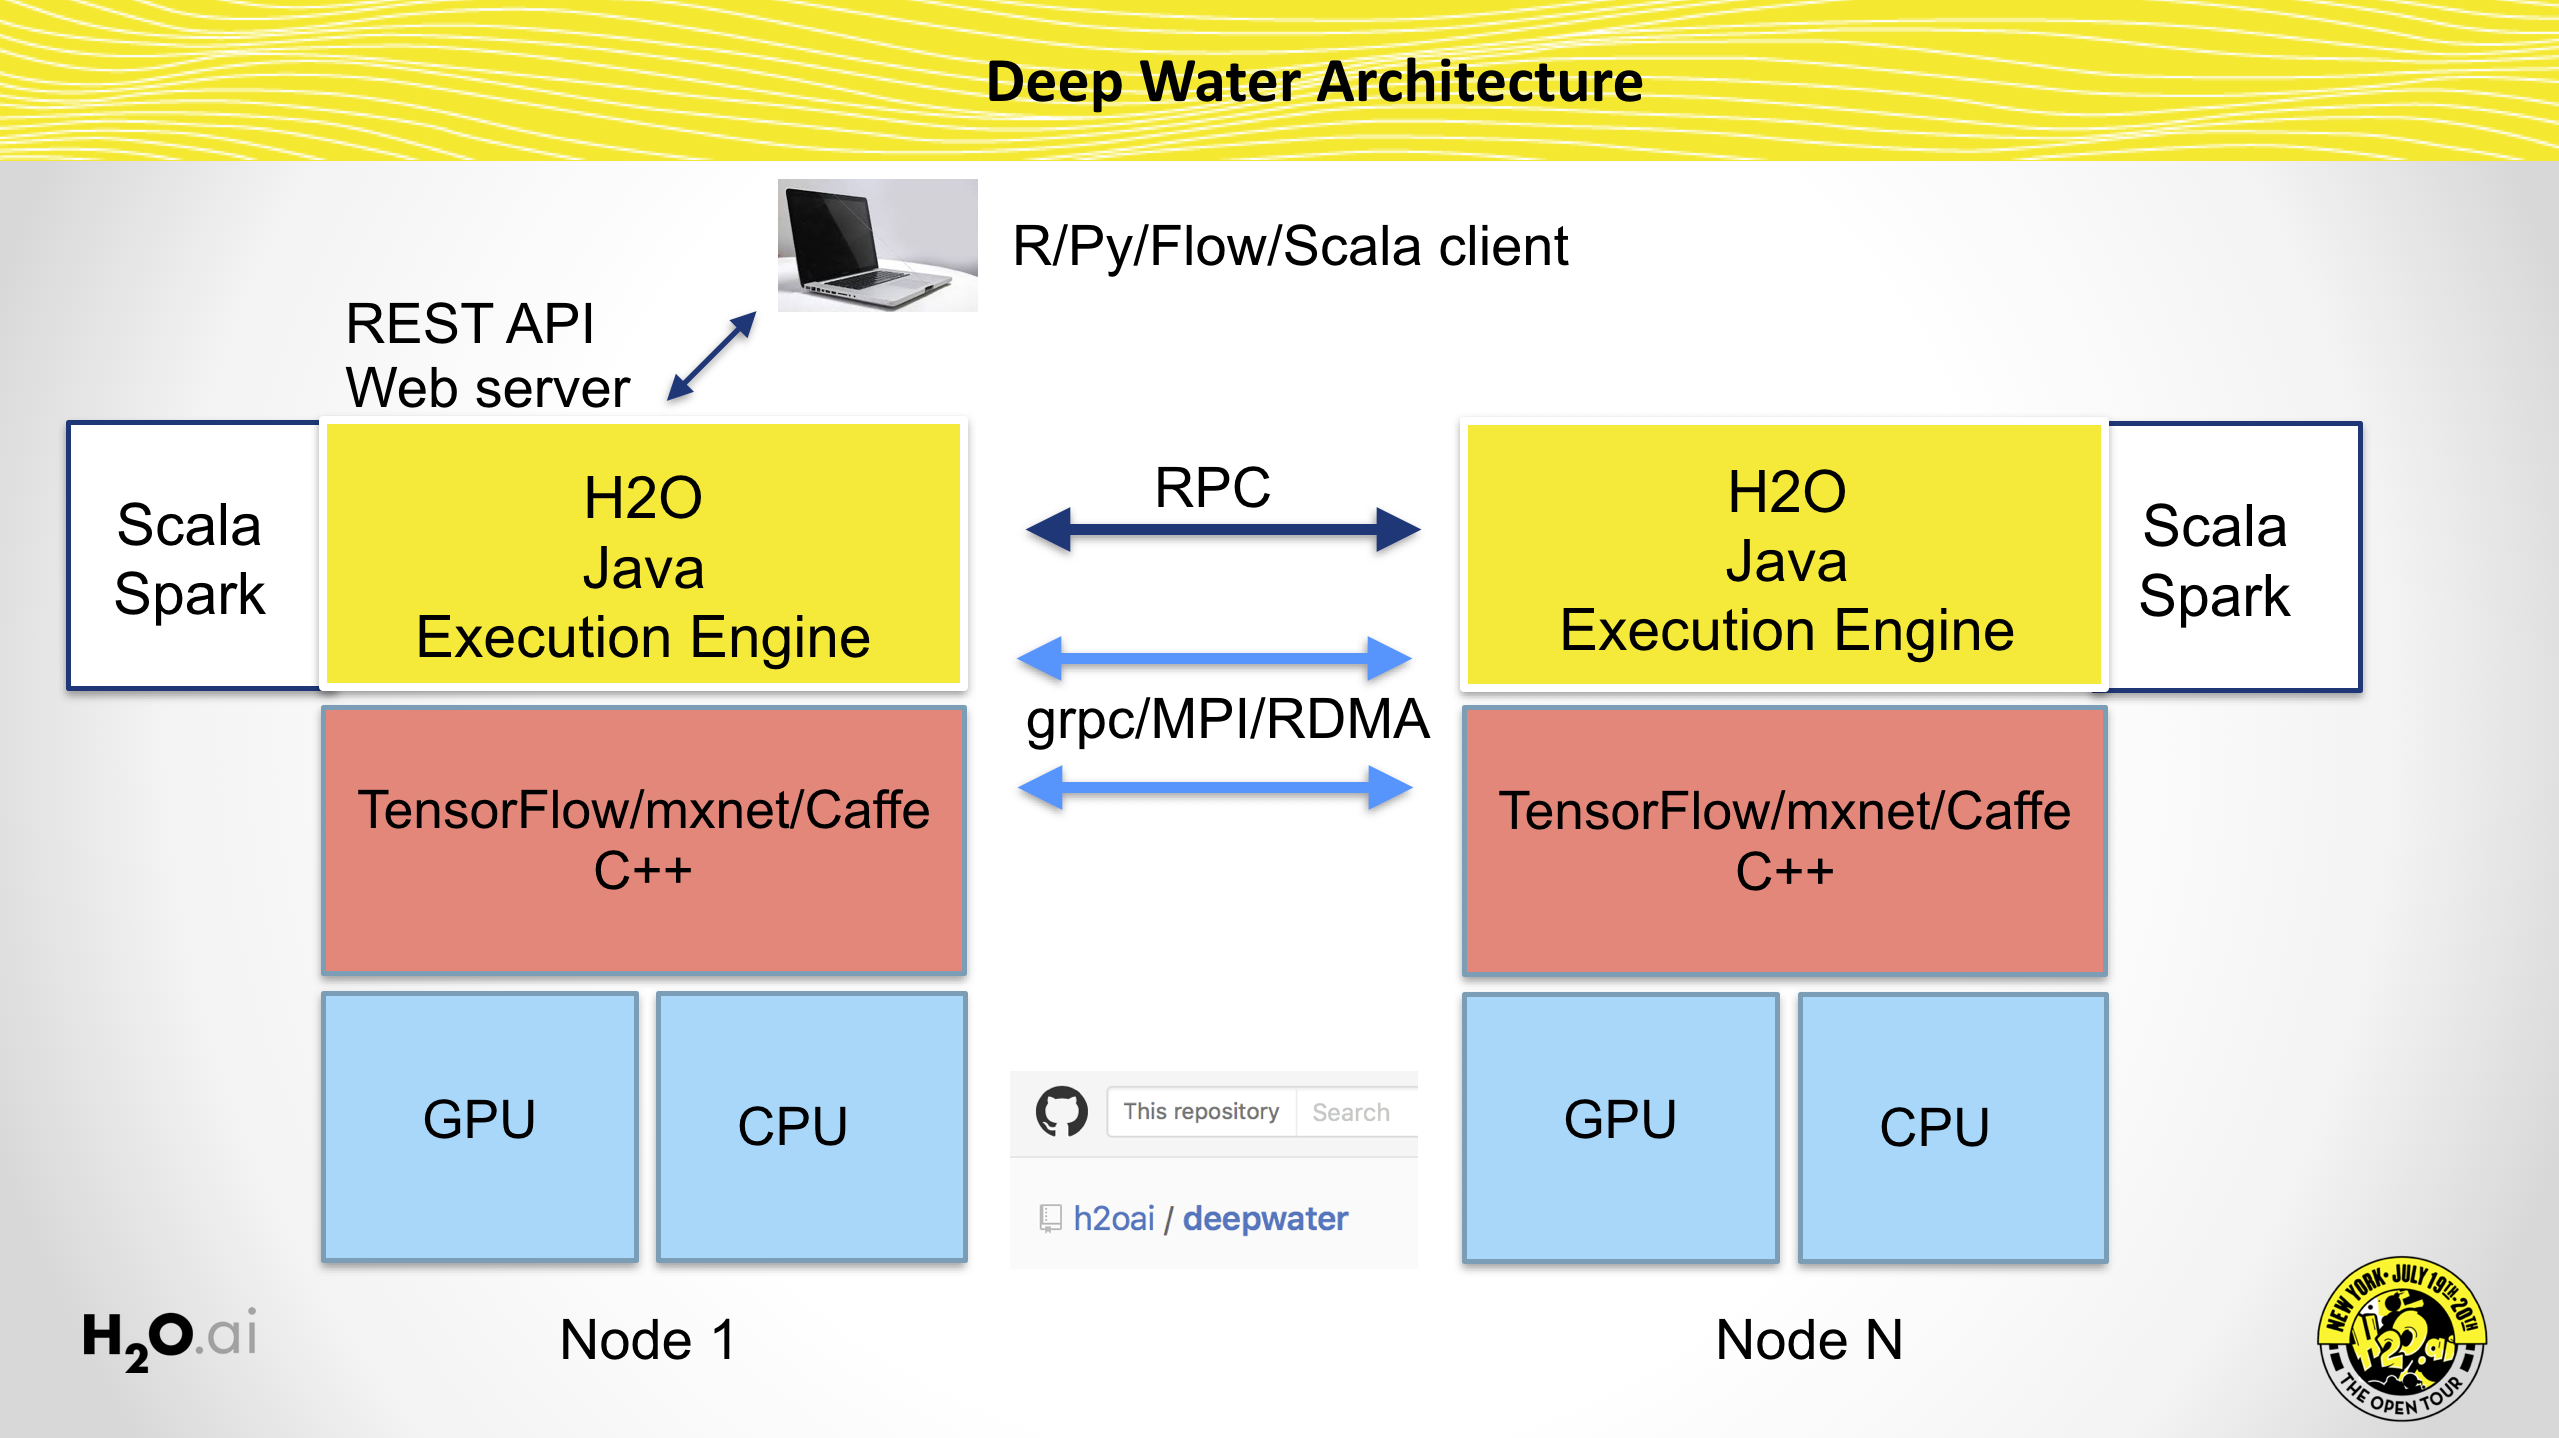 Deep Water Architecture
R/Py/Flow/Scala client
REST API
Web server
Scala
Spark
H2O
Java
Execution Engine
RPC
H2O
Java
Execution Engine
Scala
Spark
grpc/MPI/RDMA
TensorFlow/mxnet/Caffe
C++
TensorFlow/mxnet/Caffe
C++
GPU
CPU
This repository
Search
h2oai / deepwater
GPU
CPU
H2O.ai
Node 1
Node N
NEW YORK • JULY 19TH-20TH
H2O.ai
THE OPEN TOUR